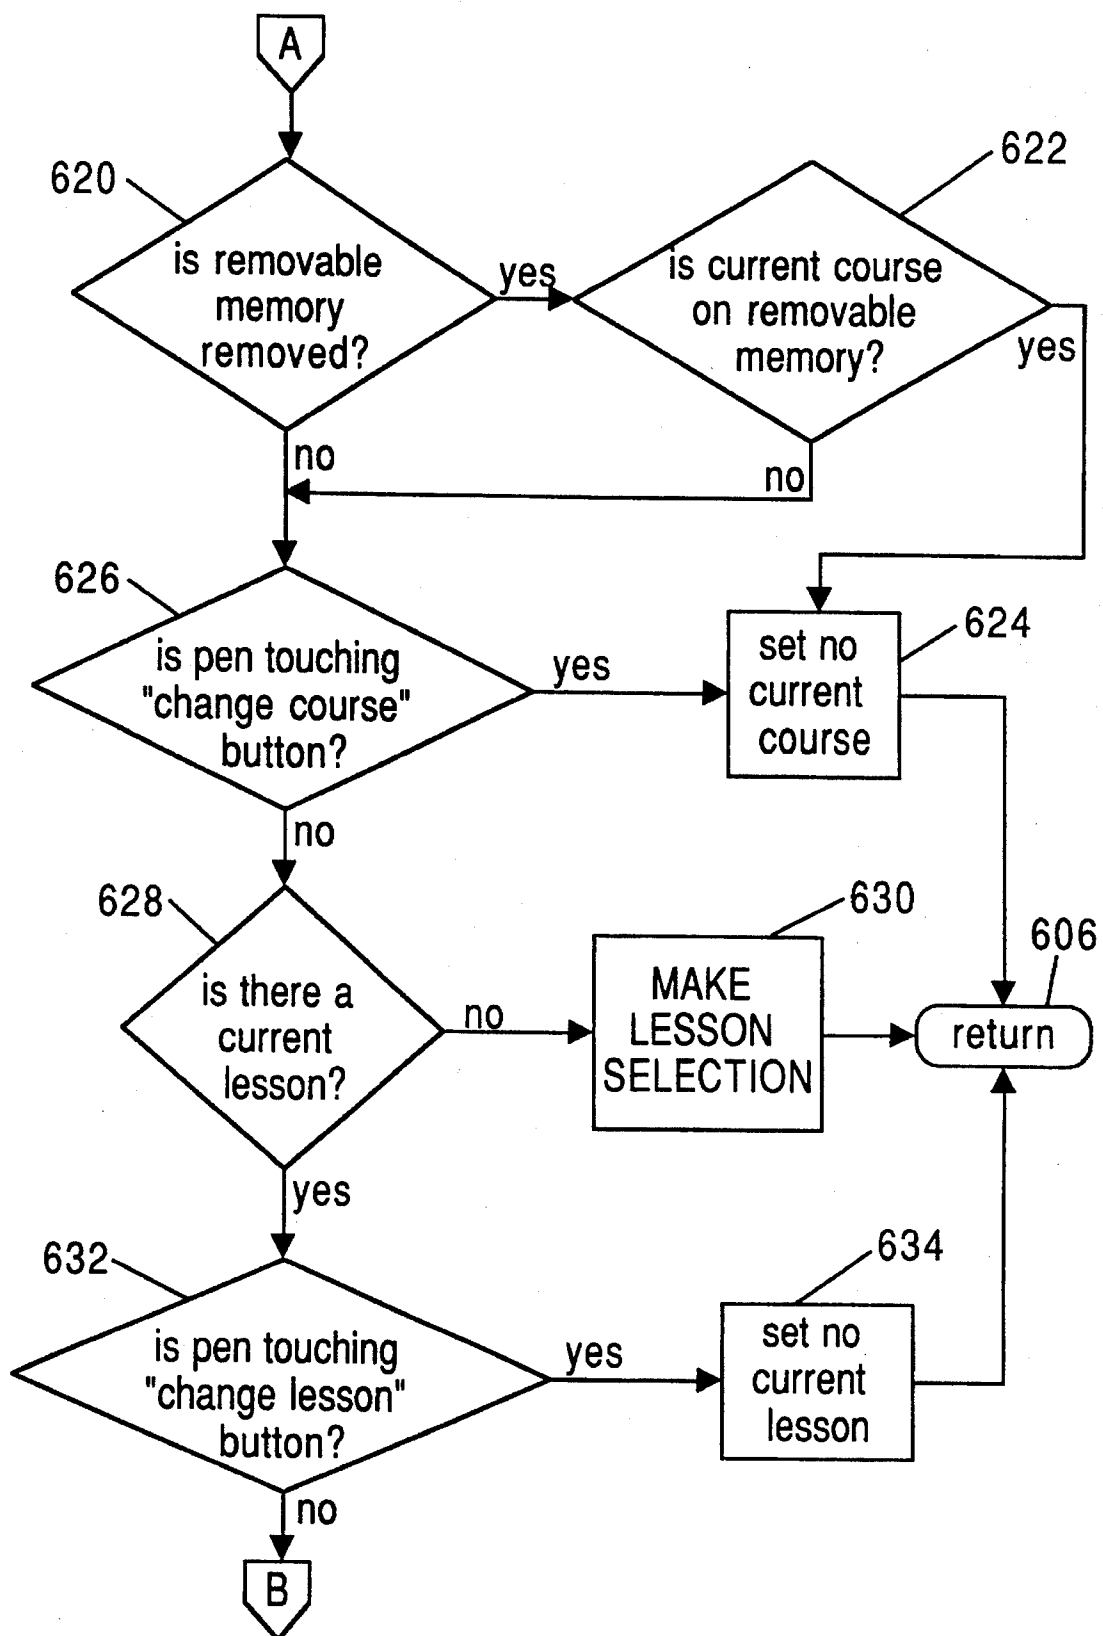 A
620
622
is removable
memory
removed?
yes
is current course
on removable
memory?
yes
no
no
626
is pen touching
"change course"
button?
yes
624
set no
current
course
no
628
is there a
current
lesson?
no
630
MAKE
LESSON
SELECTION
606
return
yes
632
is pen touching
"change lesson"
button?
yes
634
set no
current
lesson
no
B